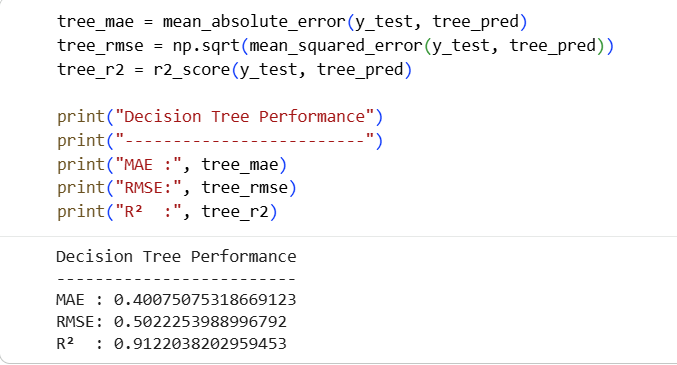 tree_mae = mean_absolute_error(y_test, tree_pred)
tree_rmse = np.sqrt(mean_squared_error(y_test, tree_pred))
tree_r2 = r2_score(y_test, tree_pred)

print("Decision Tree Performance")
print("-------------------------")
print("MAE :", tree_mae)
print("RMSE:", tree_rmse)
print("R²  :", tree_r2)

Decision Tree Performance
-------------------------
MAE : 0.40075075318669123
RMSE: 0.5022253988996792
R²  : 0.9122038202959453